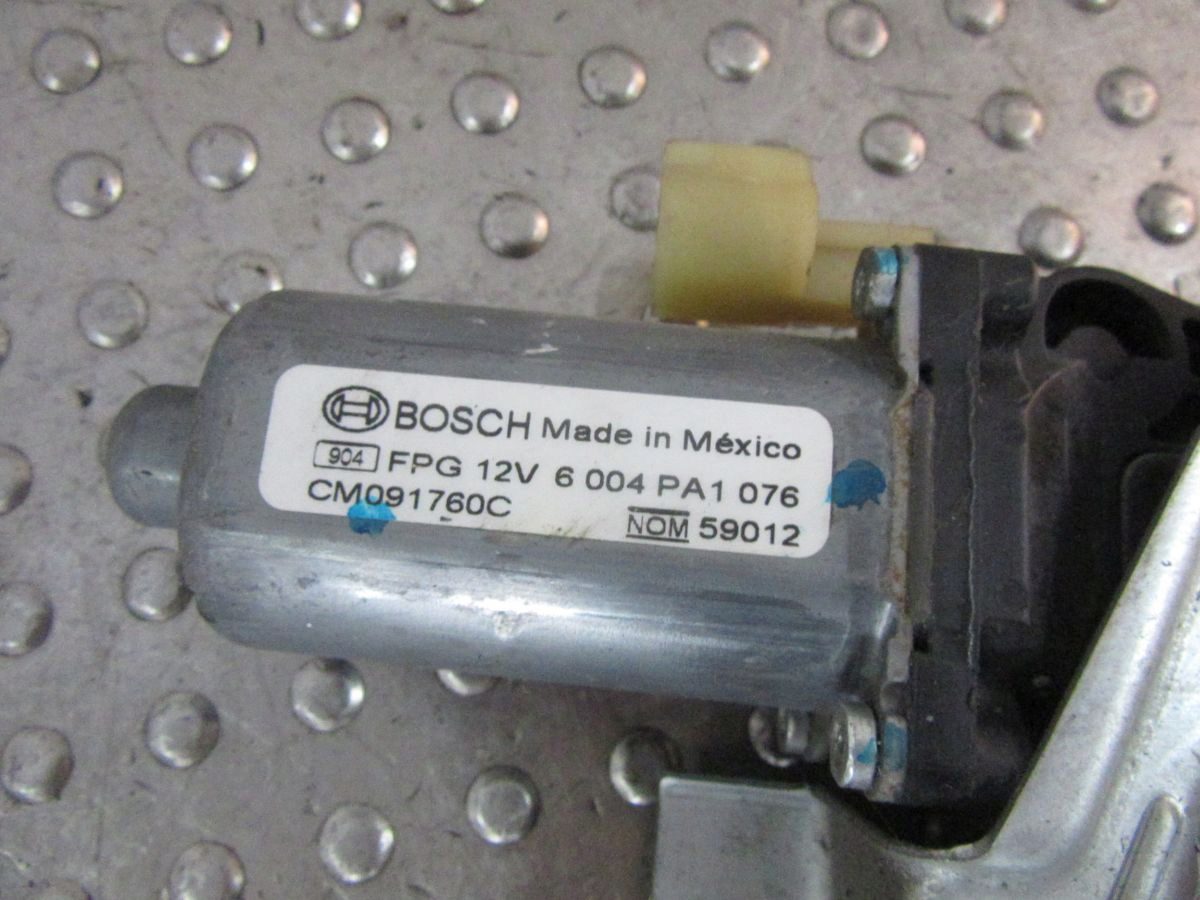 BOSCH Made in México
904 FPG 12V 6 004 PA1 076
CM091760C NOM 59012